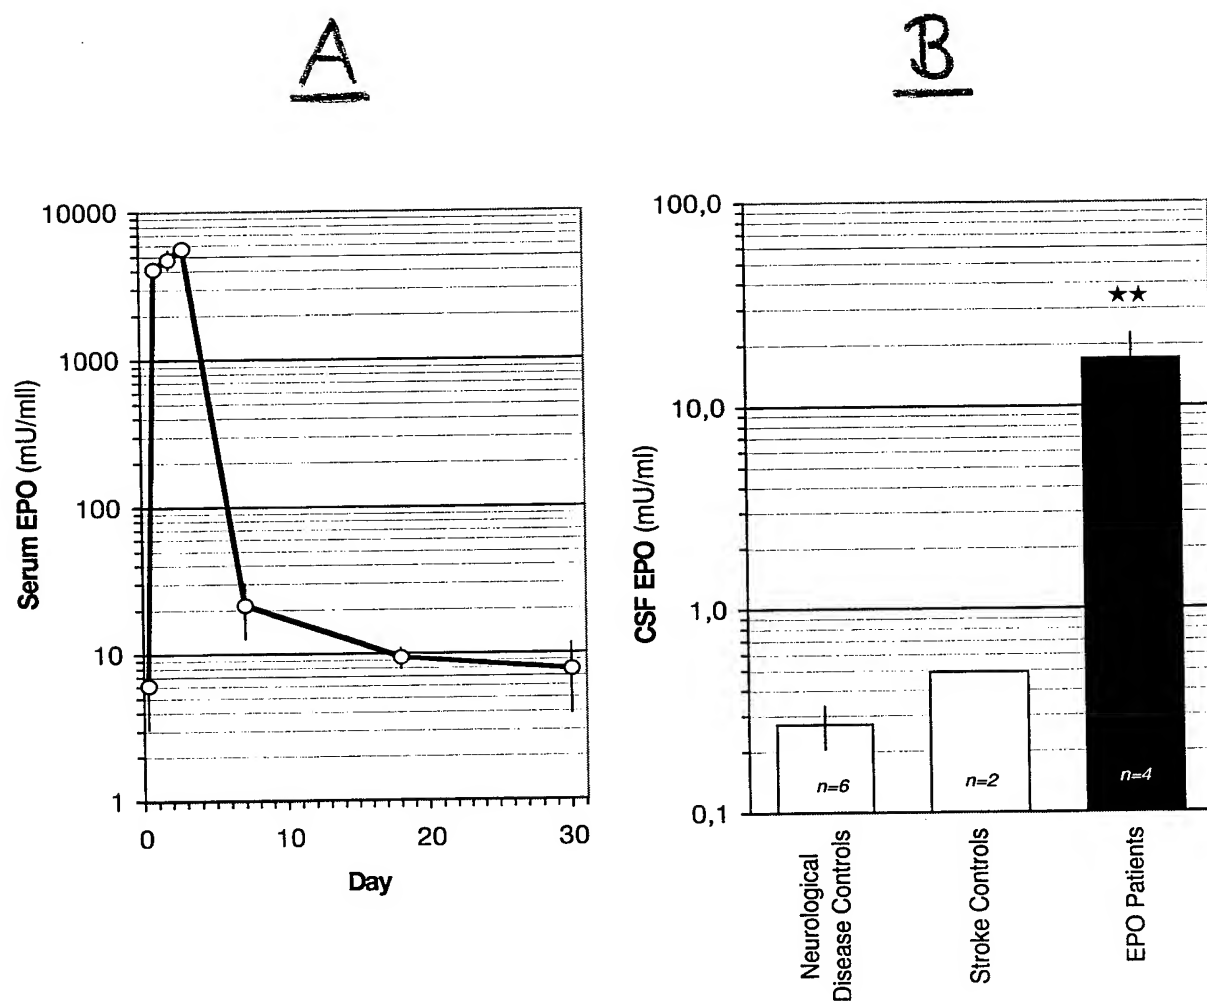 A
B
10000
1000
100
10
1
Serum EPO (mU/mll)
0
10
20
30
Day
100,0
10,0
1,0
0,1
CSF EPO (mU/ml)
★★
n=6
n=2
n=4
Neurological
Disease Controls
Stroke Controls
EPO Patients